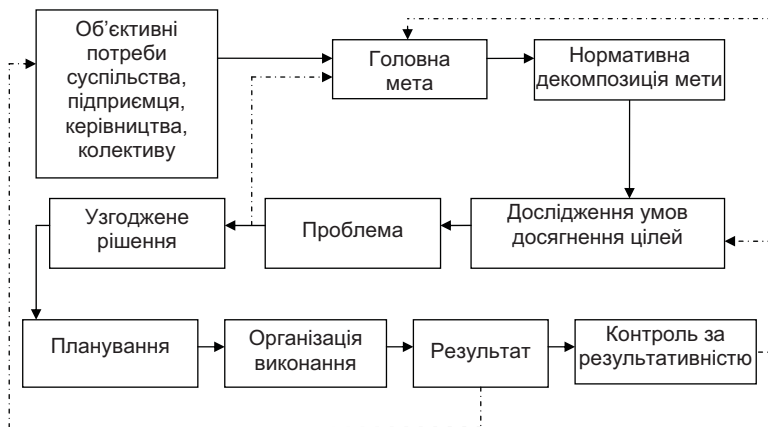 Об’єктивні
потреби
суспільства,
підприємця,
керівництва,
колективу
Головна
мета
Нормативна
декомпозиція мети
Узгоджене
рішення
Проблема
Дослідження умов
досягнення цілей
Планування
Організація
виконання
Результат
Контроль за
результативністю